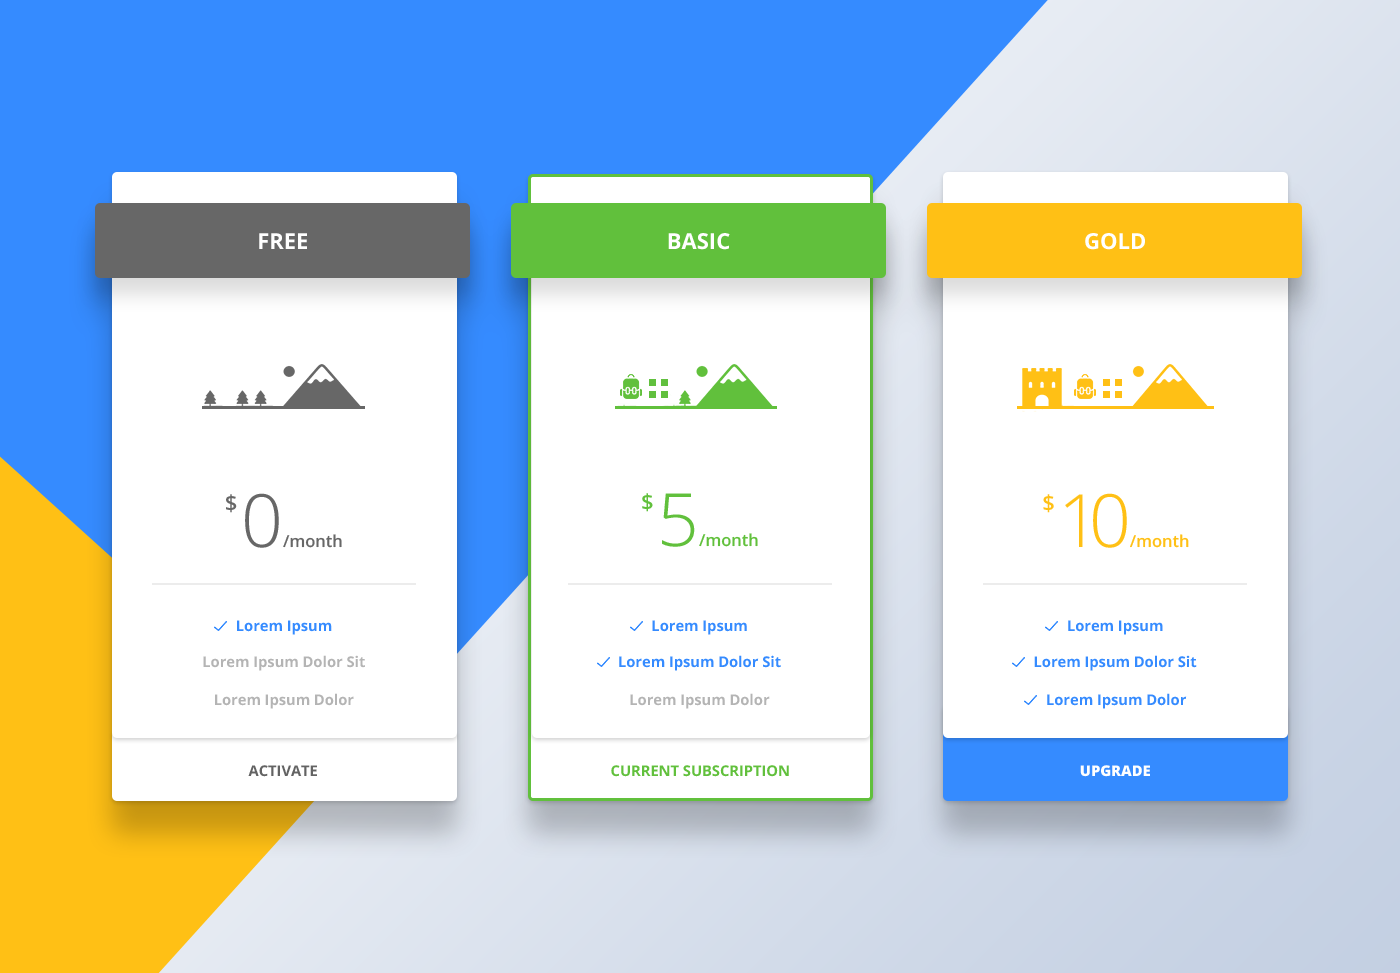 FREE
$0/month
Lorem Ipsum
Lorem Ipsum Dolor Sit
Lorem Ipsum Dolor
ACTIVATE
BASIC
$5/month
Lorem Ipsum
Lorem Ipsum Dolor Sit
Lorem Ipsum Dolor
CURRENT SUBSCRIPTION
GOLD
$10/month
Lorem Ipsum
Lorem Ipsum Dolor Sit
Lorem Ipsum Dolor
UPGRADE